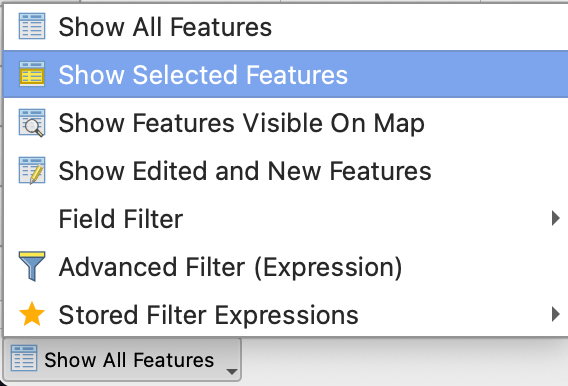 Show All Features
Show Selected Features
Show Features Visible On Map
Show Edited and New Features
Field Filter
Advanced Filter (Expression)
Stored Filter Expressions
Show All Features